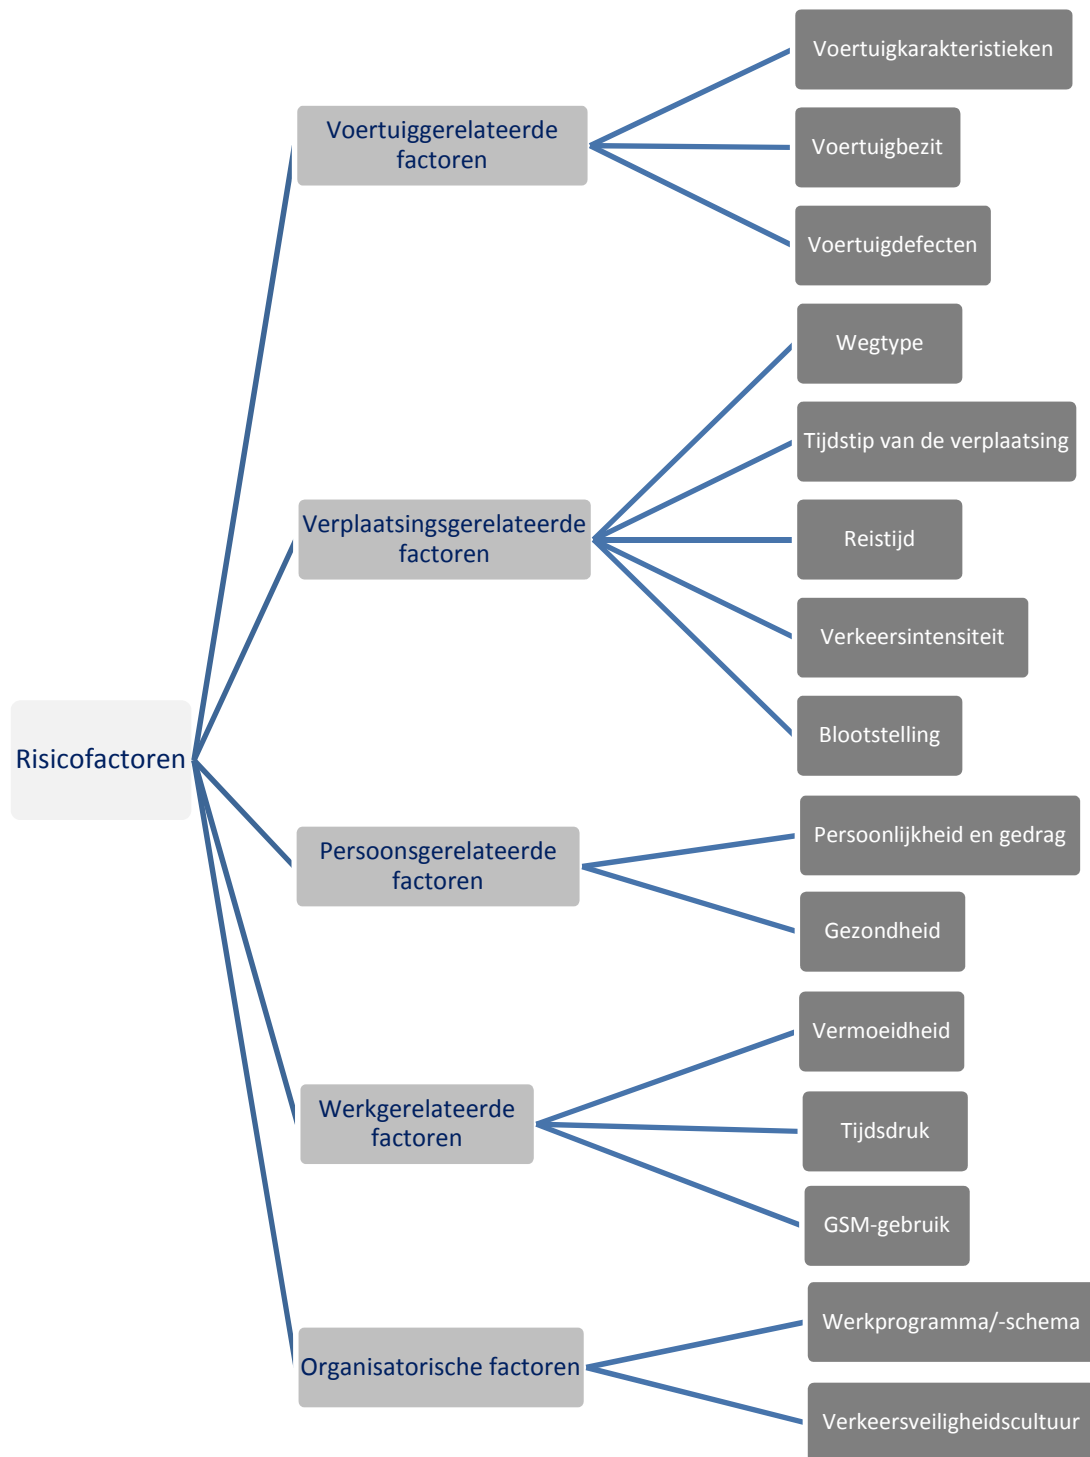 Risicofactoren
Voertuiggerelateerde
factoren
Voertuigkarakteristieken
Voertuigbezit
Voertuigdefecten
Verplaatsingsgerelateerde
factoren
Wegtype
Tijdstip van de verplaatsing
Reistijd
Verkeersintensiteit
Blootstelling
Persoonsgerelateerde
factoren
Persoonlijkheid en gedrag
Gezondheid
Werkgerelateerde
factoren
Vermoeidheid
Tijdsdruk
GSM-gebruik
Organisatorische factoren
Werkprogramma/-schema
Verkeersveiligheidscultuur